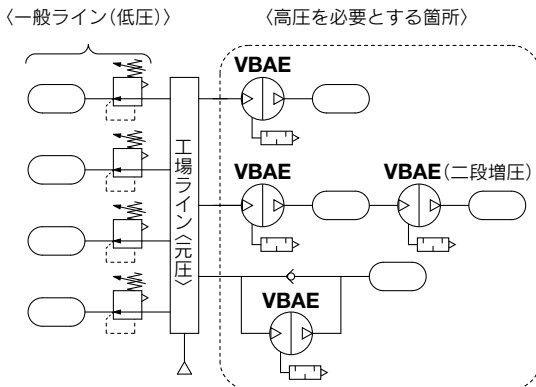 〈一般ライン(低圧)〉
〈高圧を必要とする箇所〉
VBAE
工場ライン〈元圧〉
VBAE
VBAE(二段増圧)
VBAE